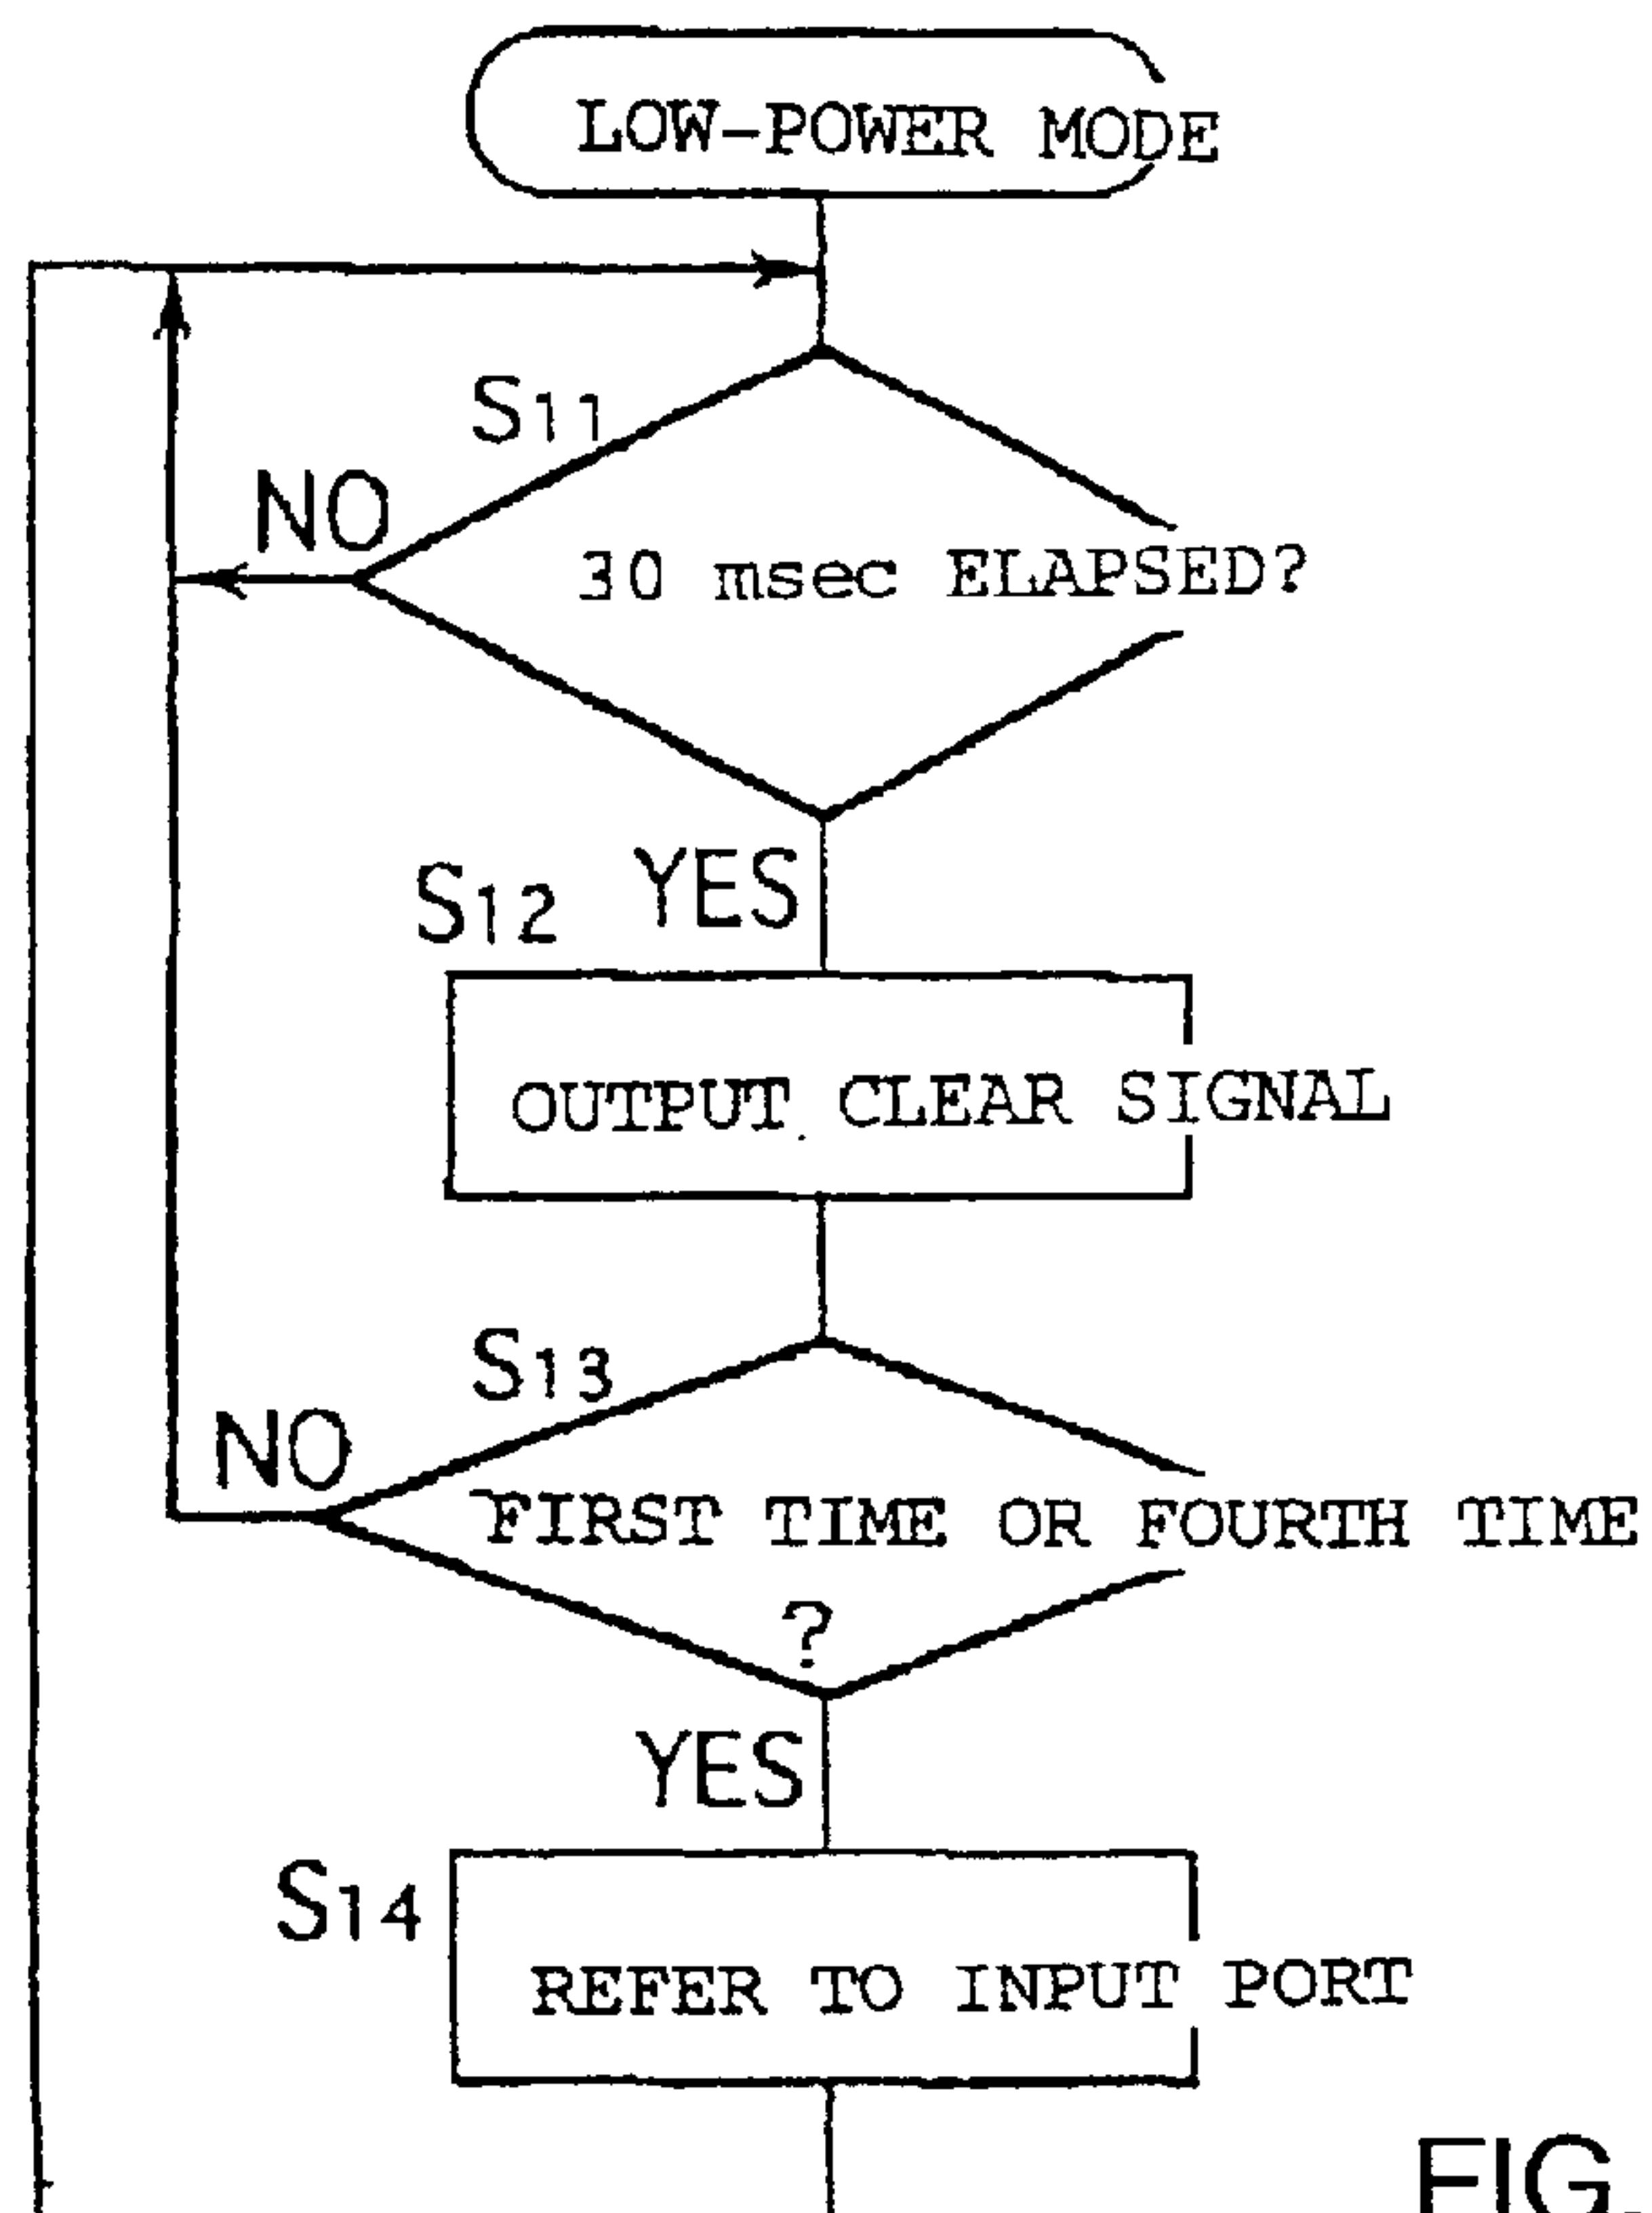 LOW-POWER MODE
S11
NO
30 msec ELAPSED?
S12 YES
OUTPUT CLEAR SIGNAL
S13
NO
FIRST TIME OR FOURTH TIME
?
YES
S14
REFER TO INPUT PORT
FIG.